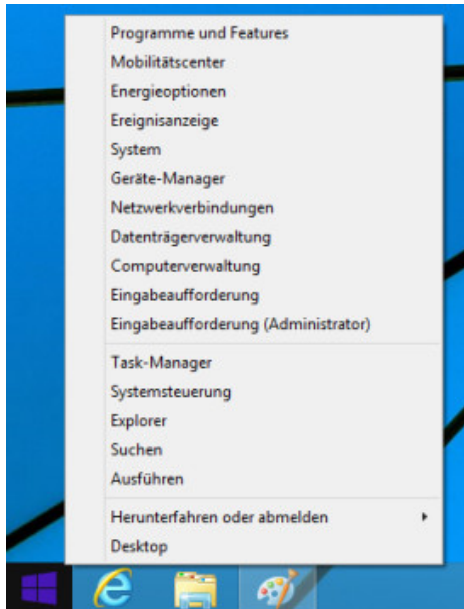 Programme und Features
Mobilitätscenter
Energieoptionen
Ereignisanzeige
System
Geräte-Manager
Netzwerkverbindungen
Datenträgerverwaltung
Computerverwaltung
Eingabeaufforderung
Eingabeaufforderung (Administrator)
Task-Manager
Systemsteuerung
Explorer
Suchen
Ausführen
Herunterfahren oder abmelden
Desktop